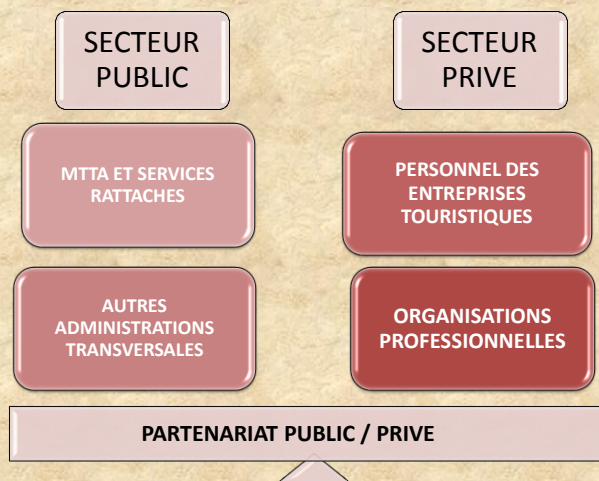 SECTEUR
PUBLIC
SECTEUR
PRIVE
MTTA ET SERVICES
RATTACHES
PERSONNEL DES
ENTREPRISES
TOURISTIQUES
AUTRES
ADMINISTRATIONS
TRANSVERSALES
ORGANISATIONS
PROFESSIONNELLES
PARTENARIAT PUBLIC / PRIVE